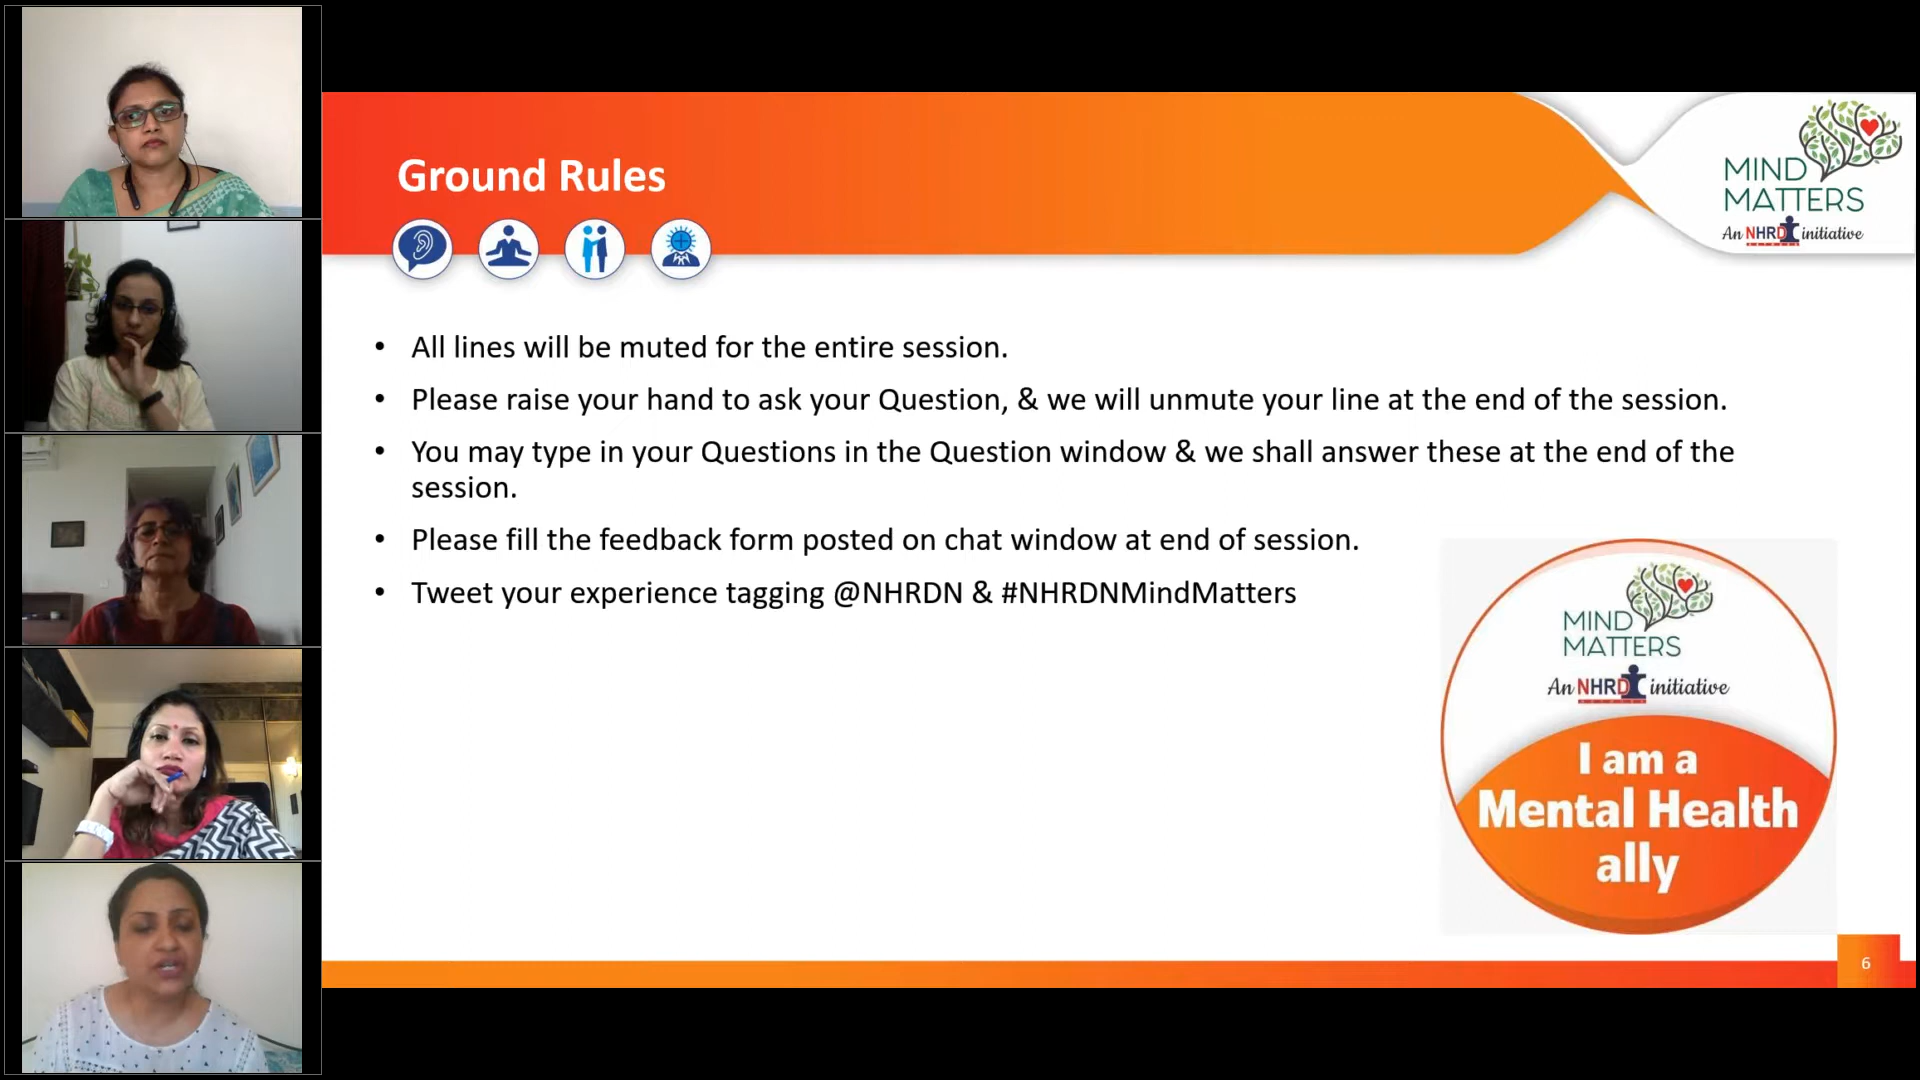 Ground Rules
MIND
MATTERS
An NHRD initiative
• All lines will be muted for the entire session.
• Please raise your hand to ask your Question, & we will unmute your line at the end of the session.
• You may type in your Questions in the Question window & we shall answer these at the end of the
session.
• Please fill the feedback form posted on chat window at end of session.
• Tweet your experience tagging @NHRDN & #NHRDNMindMatters
MIND
MATTERS
An NHRD initiative
I am a
Mental Health
ally
6